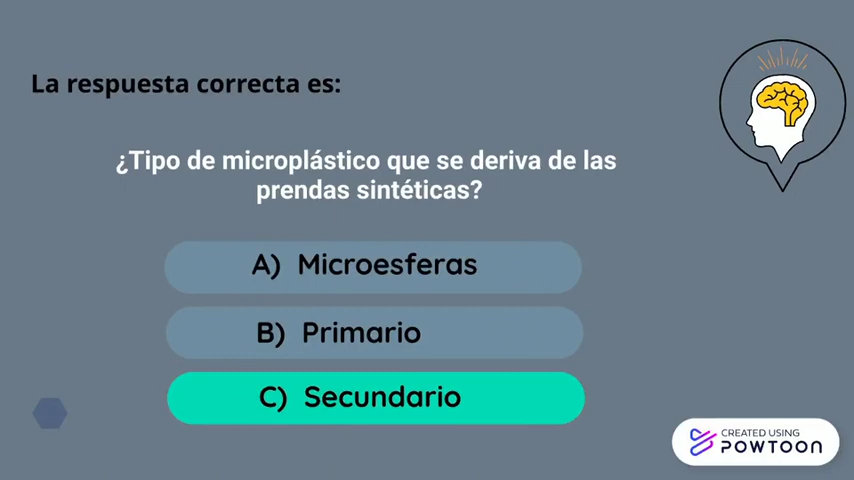 La respuesta correcta es:
¿Tipo de microplástico que se deriva de las
prendas sintéticas?
A) Microesferas
B) Primario
C) Secundario
CREATED USING
POWTOON